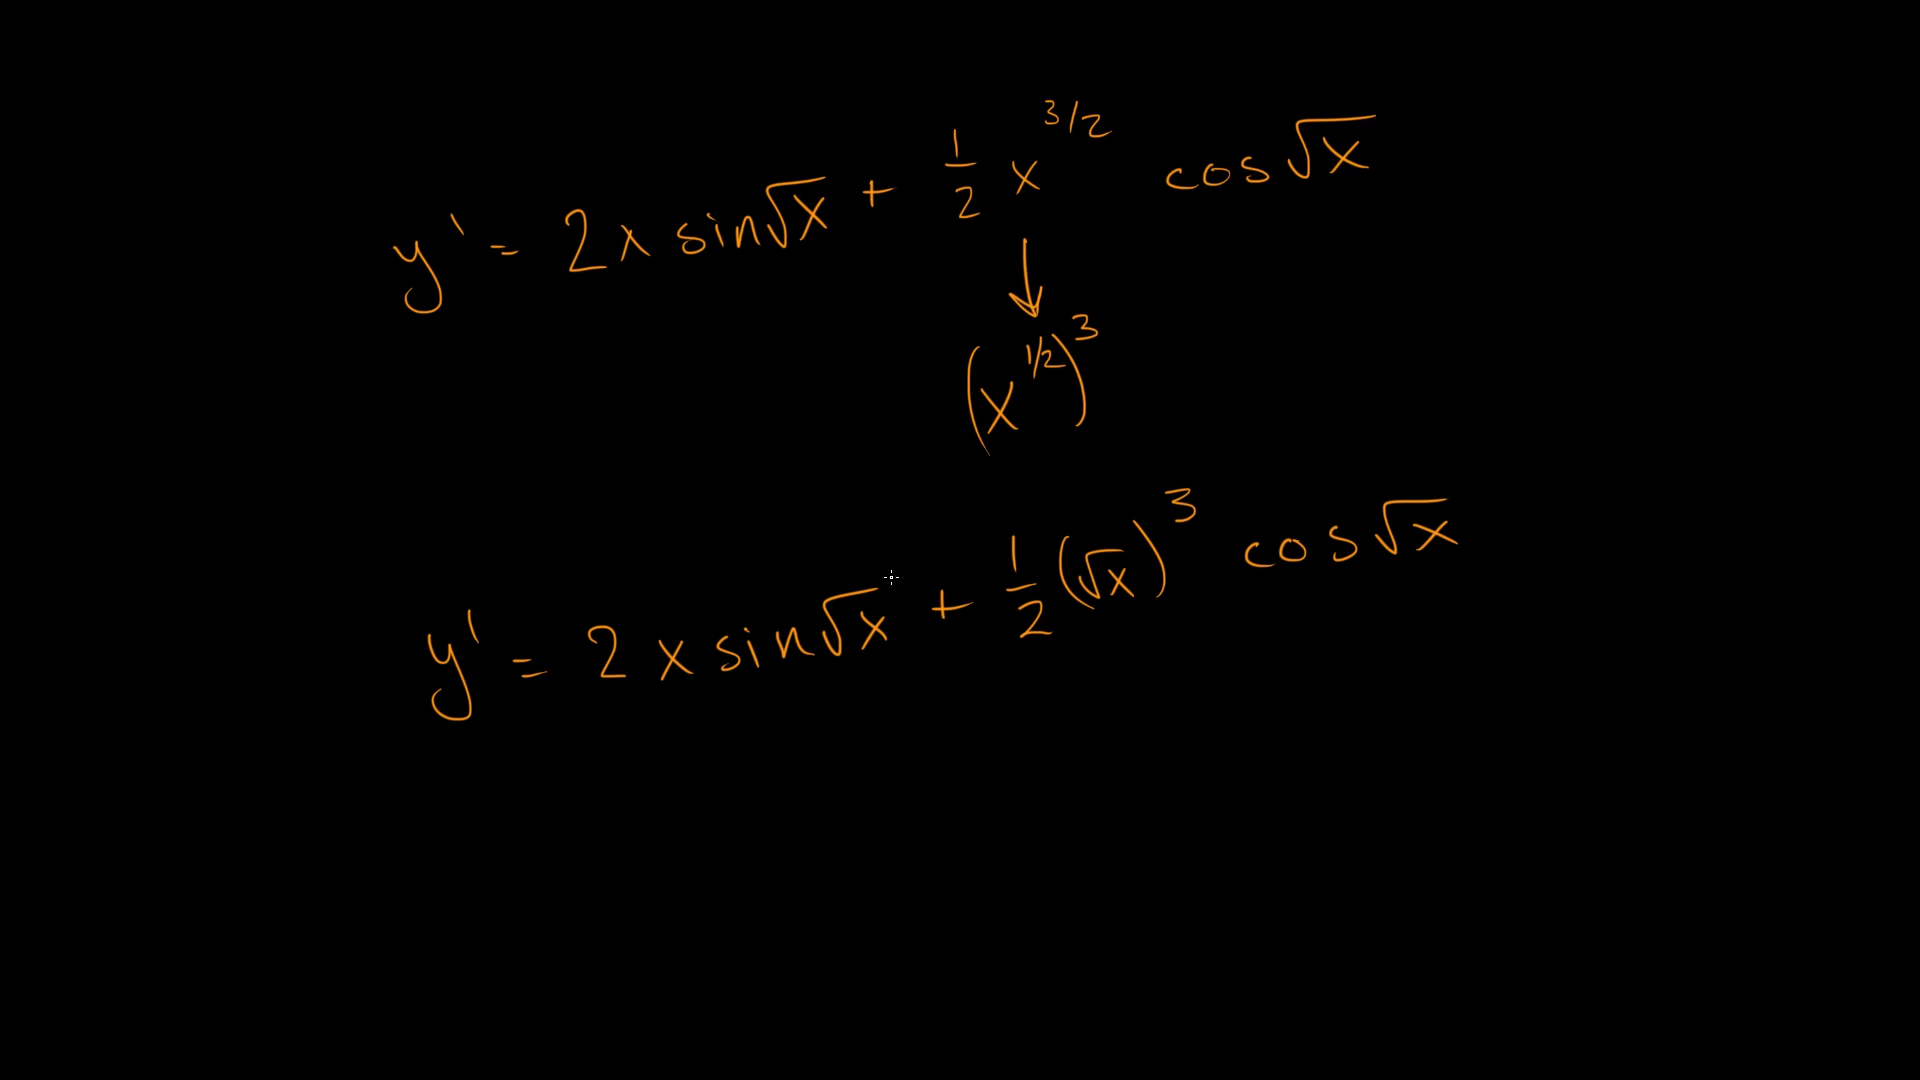 y' = 2x sin√x + 1/2 x^3/2 cos√x
↓
(x^1/2)^3
y' = 2x sin√x + 1/2 (√x)^3 cos√x